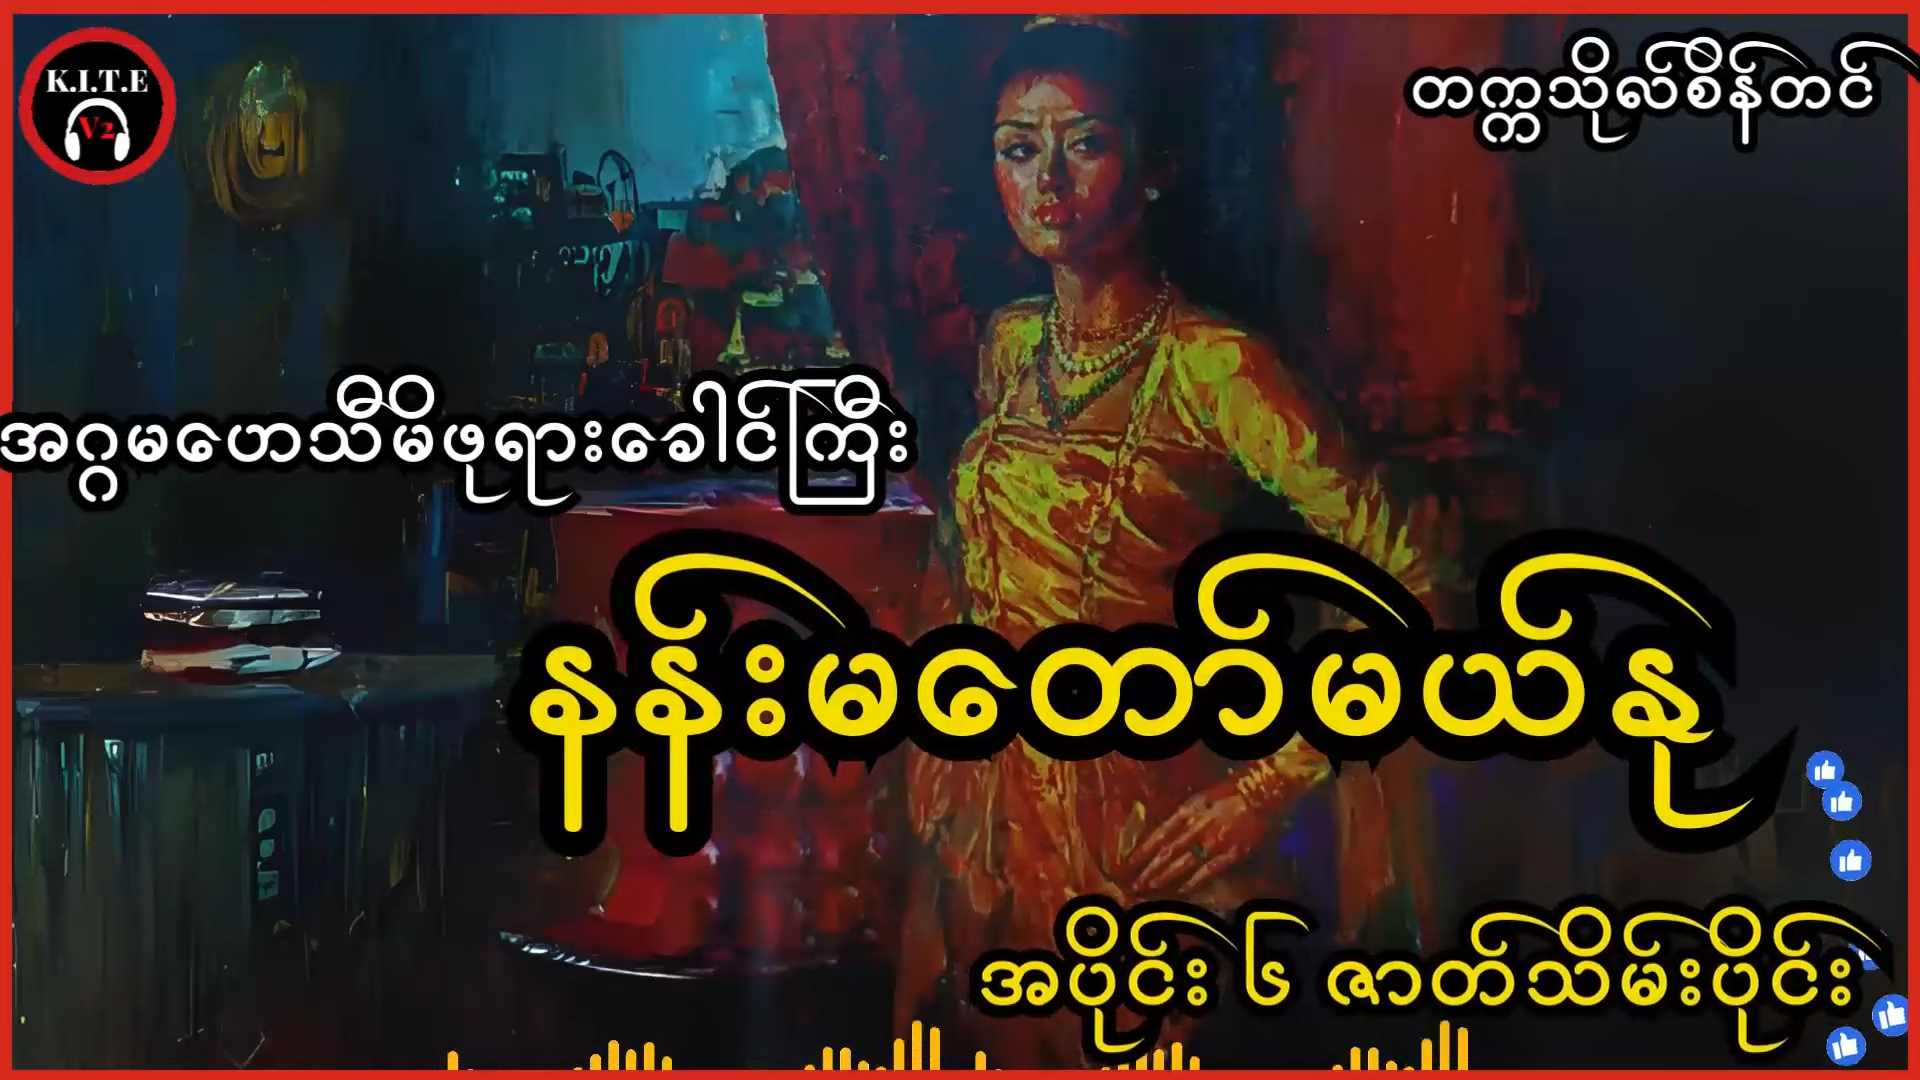 K.I.T.E
V2
တက္ကသိုလ်စိန်တင်
အဂ္ဂမဟေသီမိဖုရားခေါင်ကြီး
နန်းမတော်မယ်နု
အပိုင်း ၆ ဇာတ်သိမ်းပိုင်း